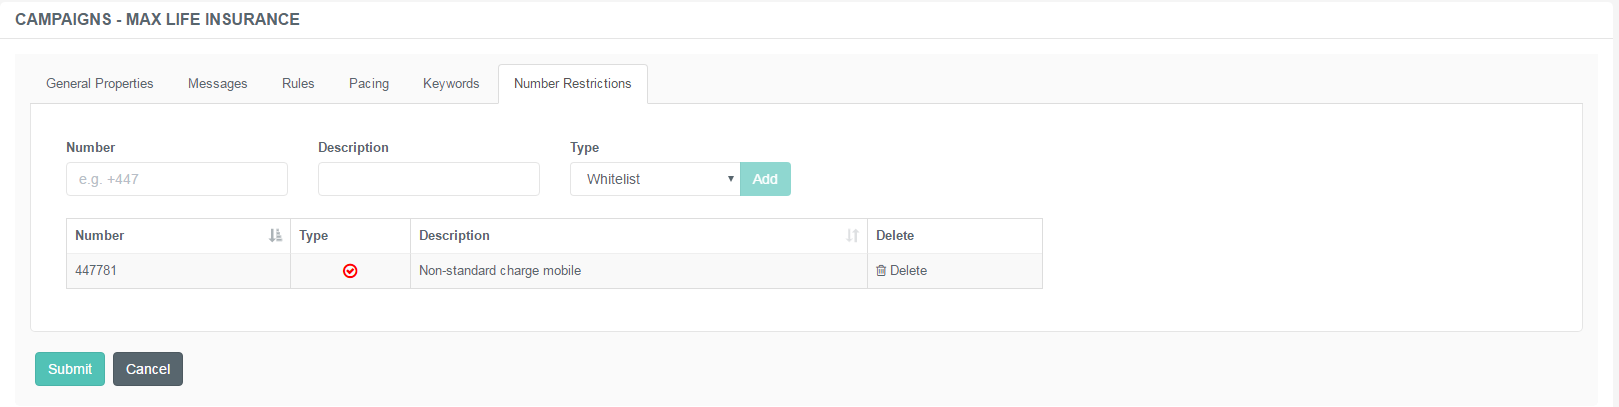 CAMPAIGNS - MAX LIFE INSURANCE
General Properties Messages Rules Pacing Keywords Number Restrictions
Number Description Type
e.g. +447 Whitelist Add
Number Type Description Delete
447781 Non-standard charge mobile Delete
Submit Cancel